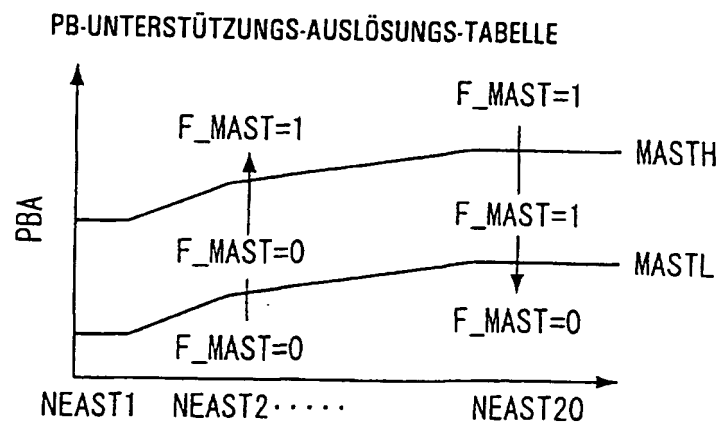 PB-UNTERSTÜTZUNGS-AUSLÖSUNGS-TABELLE
F_MAST=1
F_MAST=1
MASTH
PBA
F_MAST=0
F_MAST=1
MASTL
F_MAST=0
F_MAST=0
NEAST1 NEAST2 ····· NEAST20